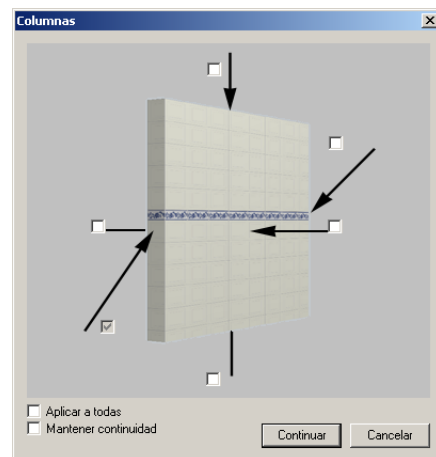 Columnas
Aplicar a todas
Mantener continuidad
Continuar
Cancelar